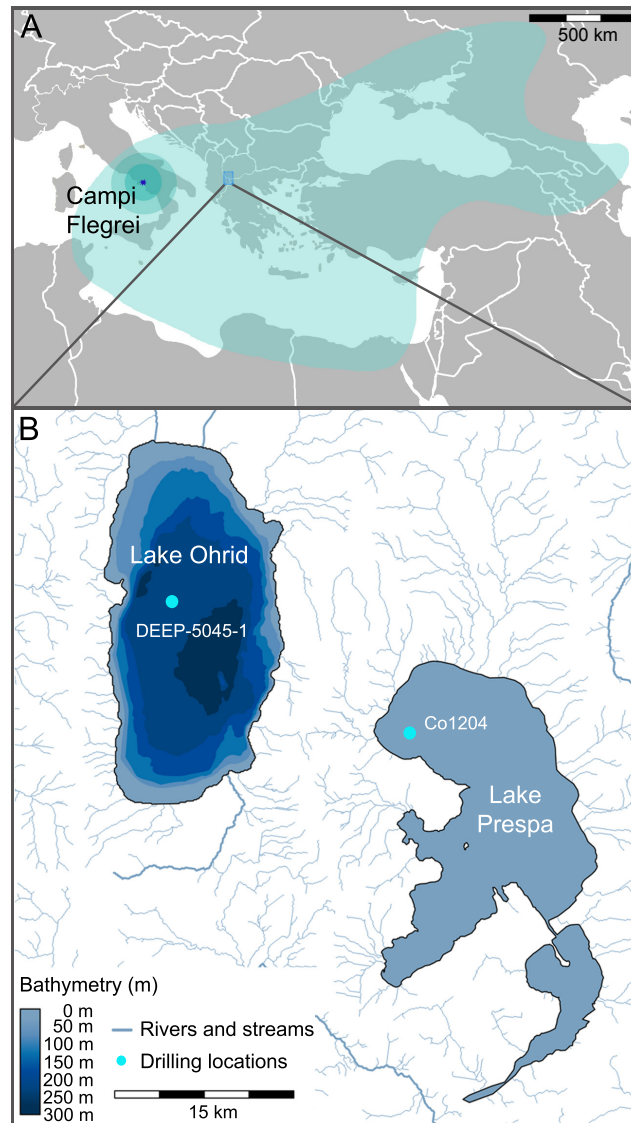 A
500 km
Campi
Flegrei
B
Lake Ohrid
DEEP-5045-1
Co1204
Lake
Prespa
Bathymetry (m)
0 m
50 m
100 m
150 m
200 m
250 m
300 m
Rivers and streams
Drilling locations
15 km